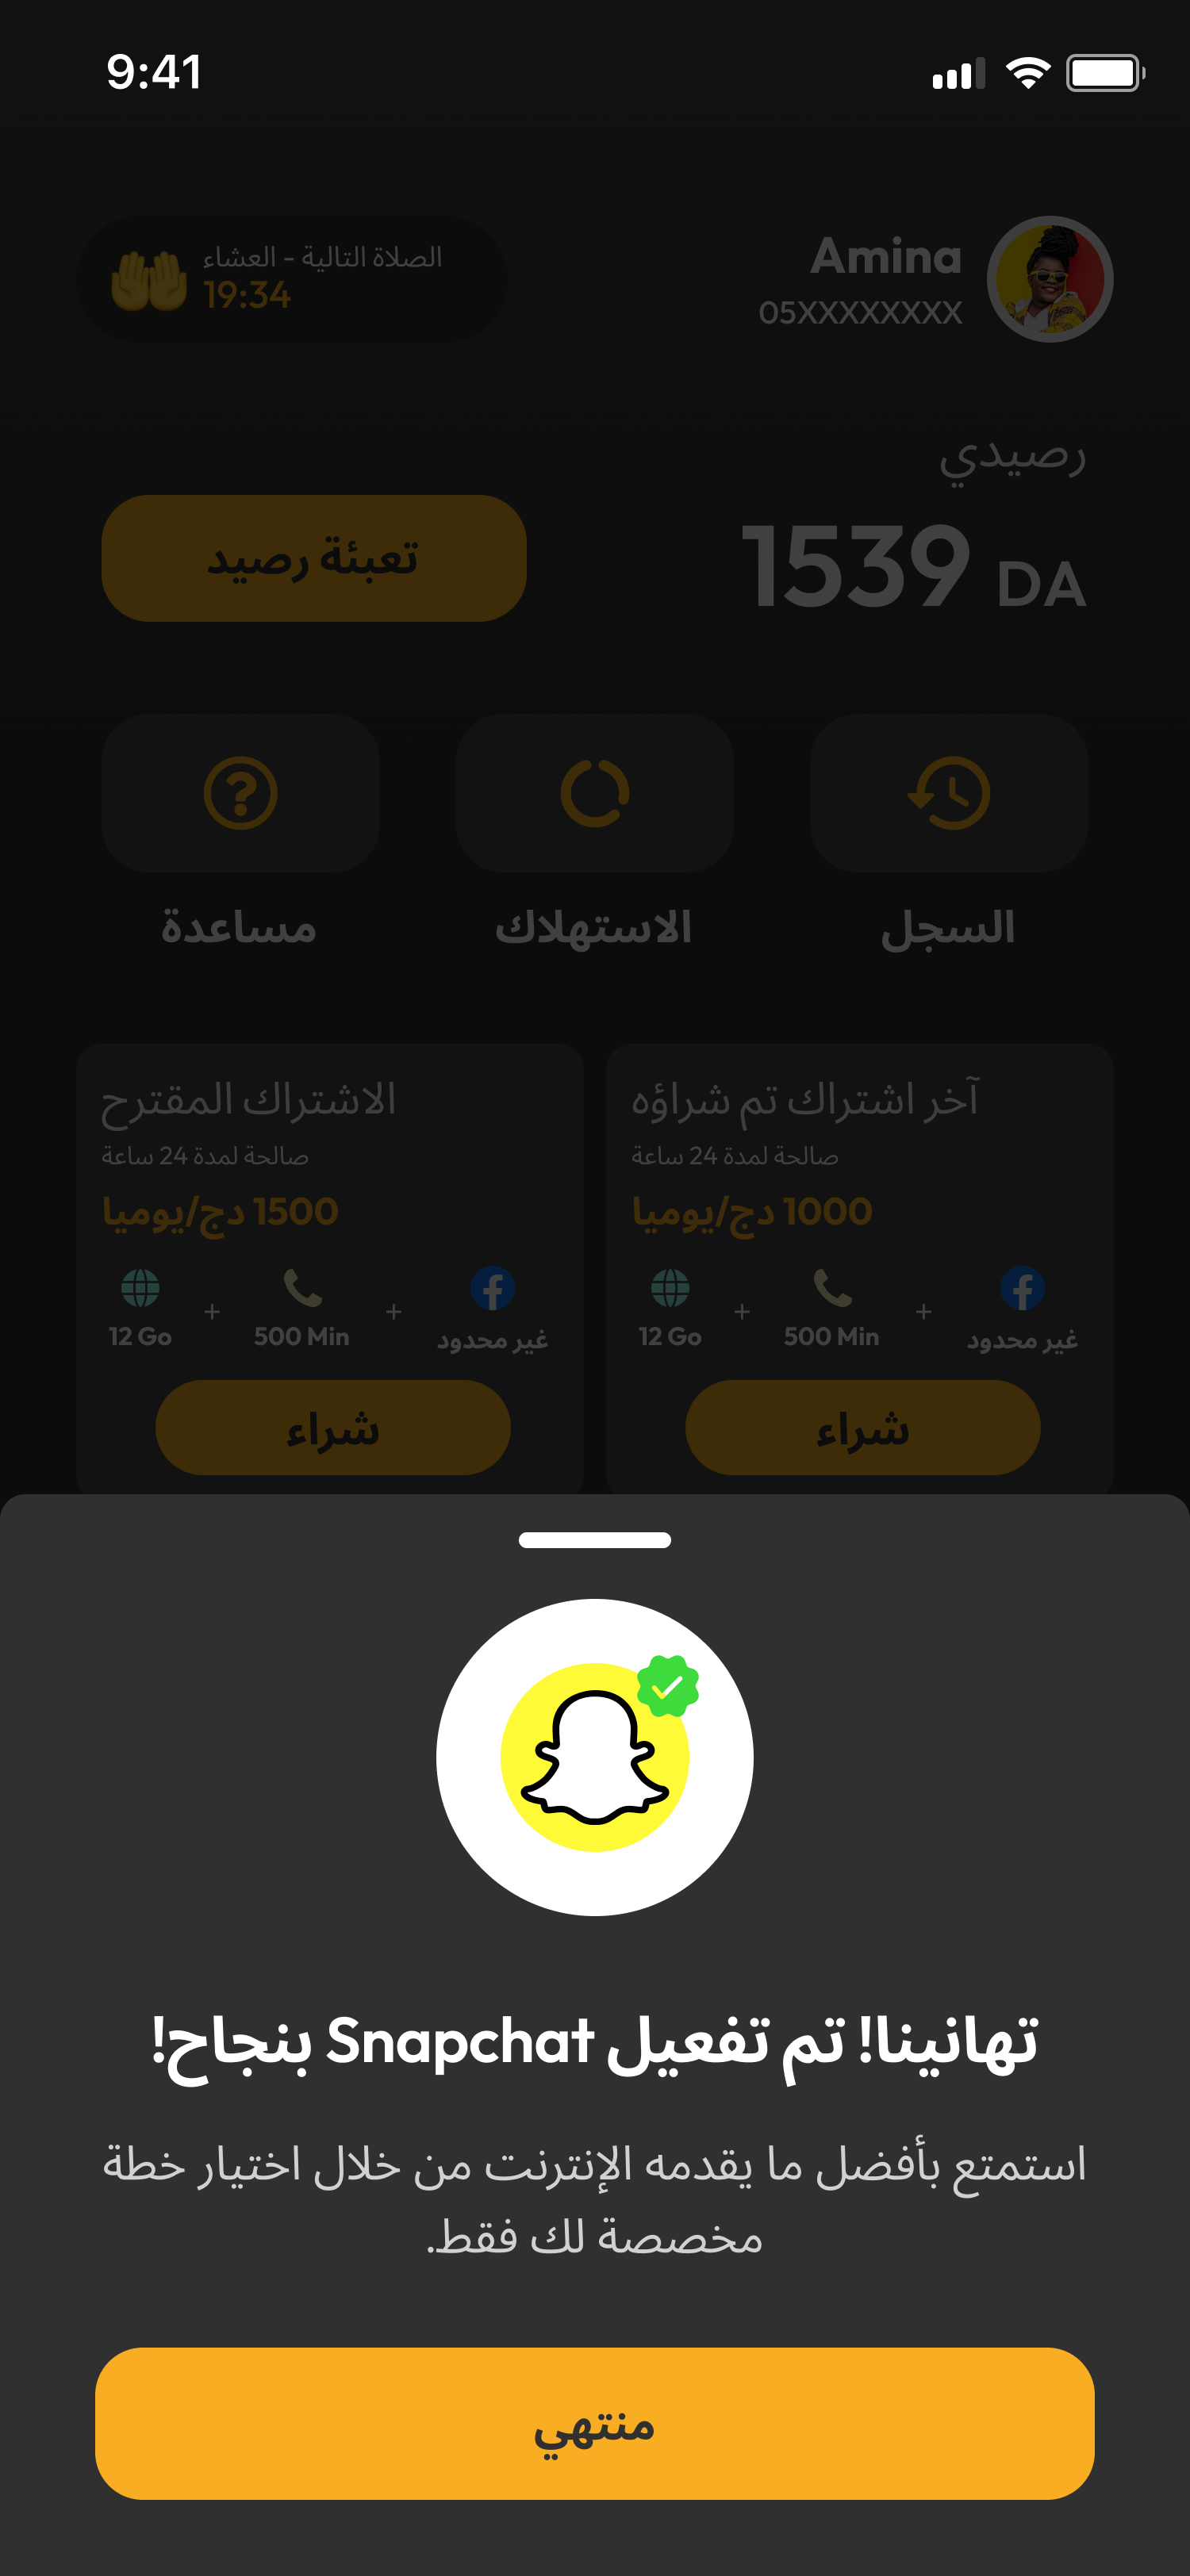 9:41
Amina
05XXXXXXXX
الصلاة التالية - العشاء
19:34
رصيدي
1539 DA
تعبئة رصيد
السجل
الاستهلاك
مساعدة
آخر اشتراك تم شراؤه
صالحة لمدة 24 ساعة
1000 دج/يوميا
غير محدود + 500 Min + 12 Go
شراء
الاشتراك المقترح
صالحة لمدة 24 ساعة
1500 دج/يوميا
غير محدود + 500 Min + 12 Go
شراء
تهانينا! تم تفعيل Snapchat بنجاح!
استمتع بأفضل ما يقدمه الإنترنت من خلال اختيار خطة
مخصصة لك فقط.
منتهي